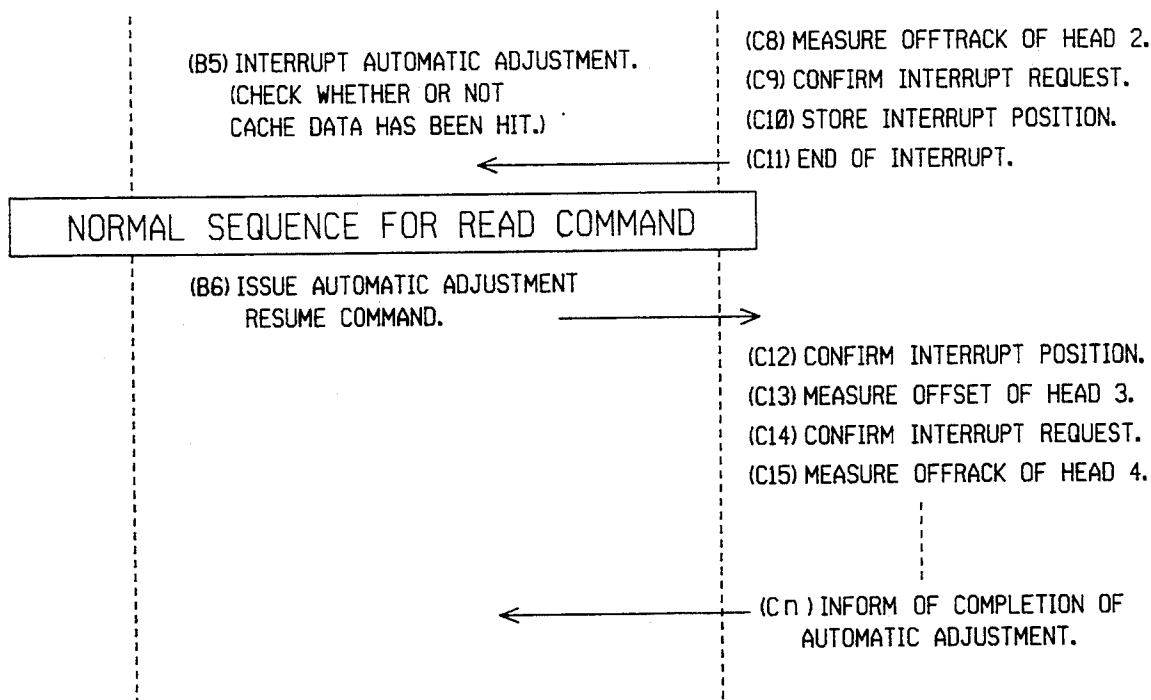 (C8) MEASURE OFFTRACK OF HEAD 2.
(B5) INTERRUPT AUTOMATIC ADJUSTMENT.
(CHECK WHETHER OR NOT
CACHE DATA HAS BEEN HIT.)
(C9) CONFIRM INTERRUPT REQUEST.
(C10) STORE INTERRUPT POSITION.
(C11) END OF INTERRUPT.
NORMAL SEQUENCE FOR READ COMMAND
(B6) ISSUE AUTOMATIC ADJUSTMENT
RESUME COMMAND.
(C12) CONFIRM INTERRUPT POSITION.
(C13) MEASURE OFFSET OF HEAD 3.
(C14) CONFIRM INTERRUPT REQUEST.
(C15) MEASURE OFFRACK OF HEAD 4.
(Cn) INFORM OF COMPLETION OF
AUTOMATIC ADJUSTMENT.